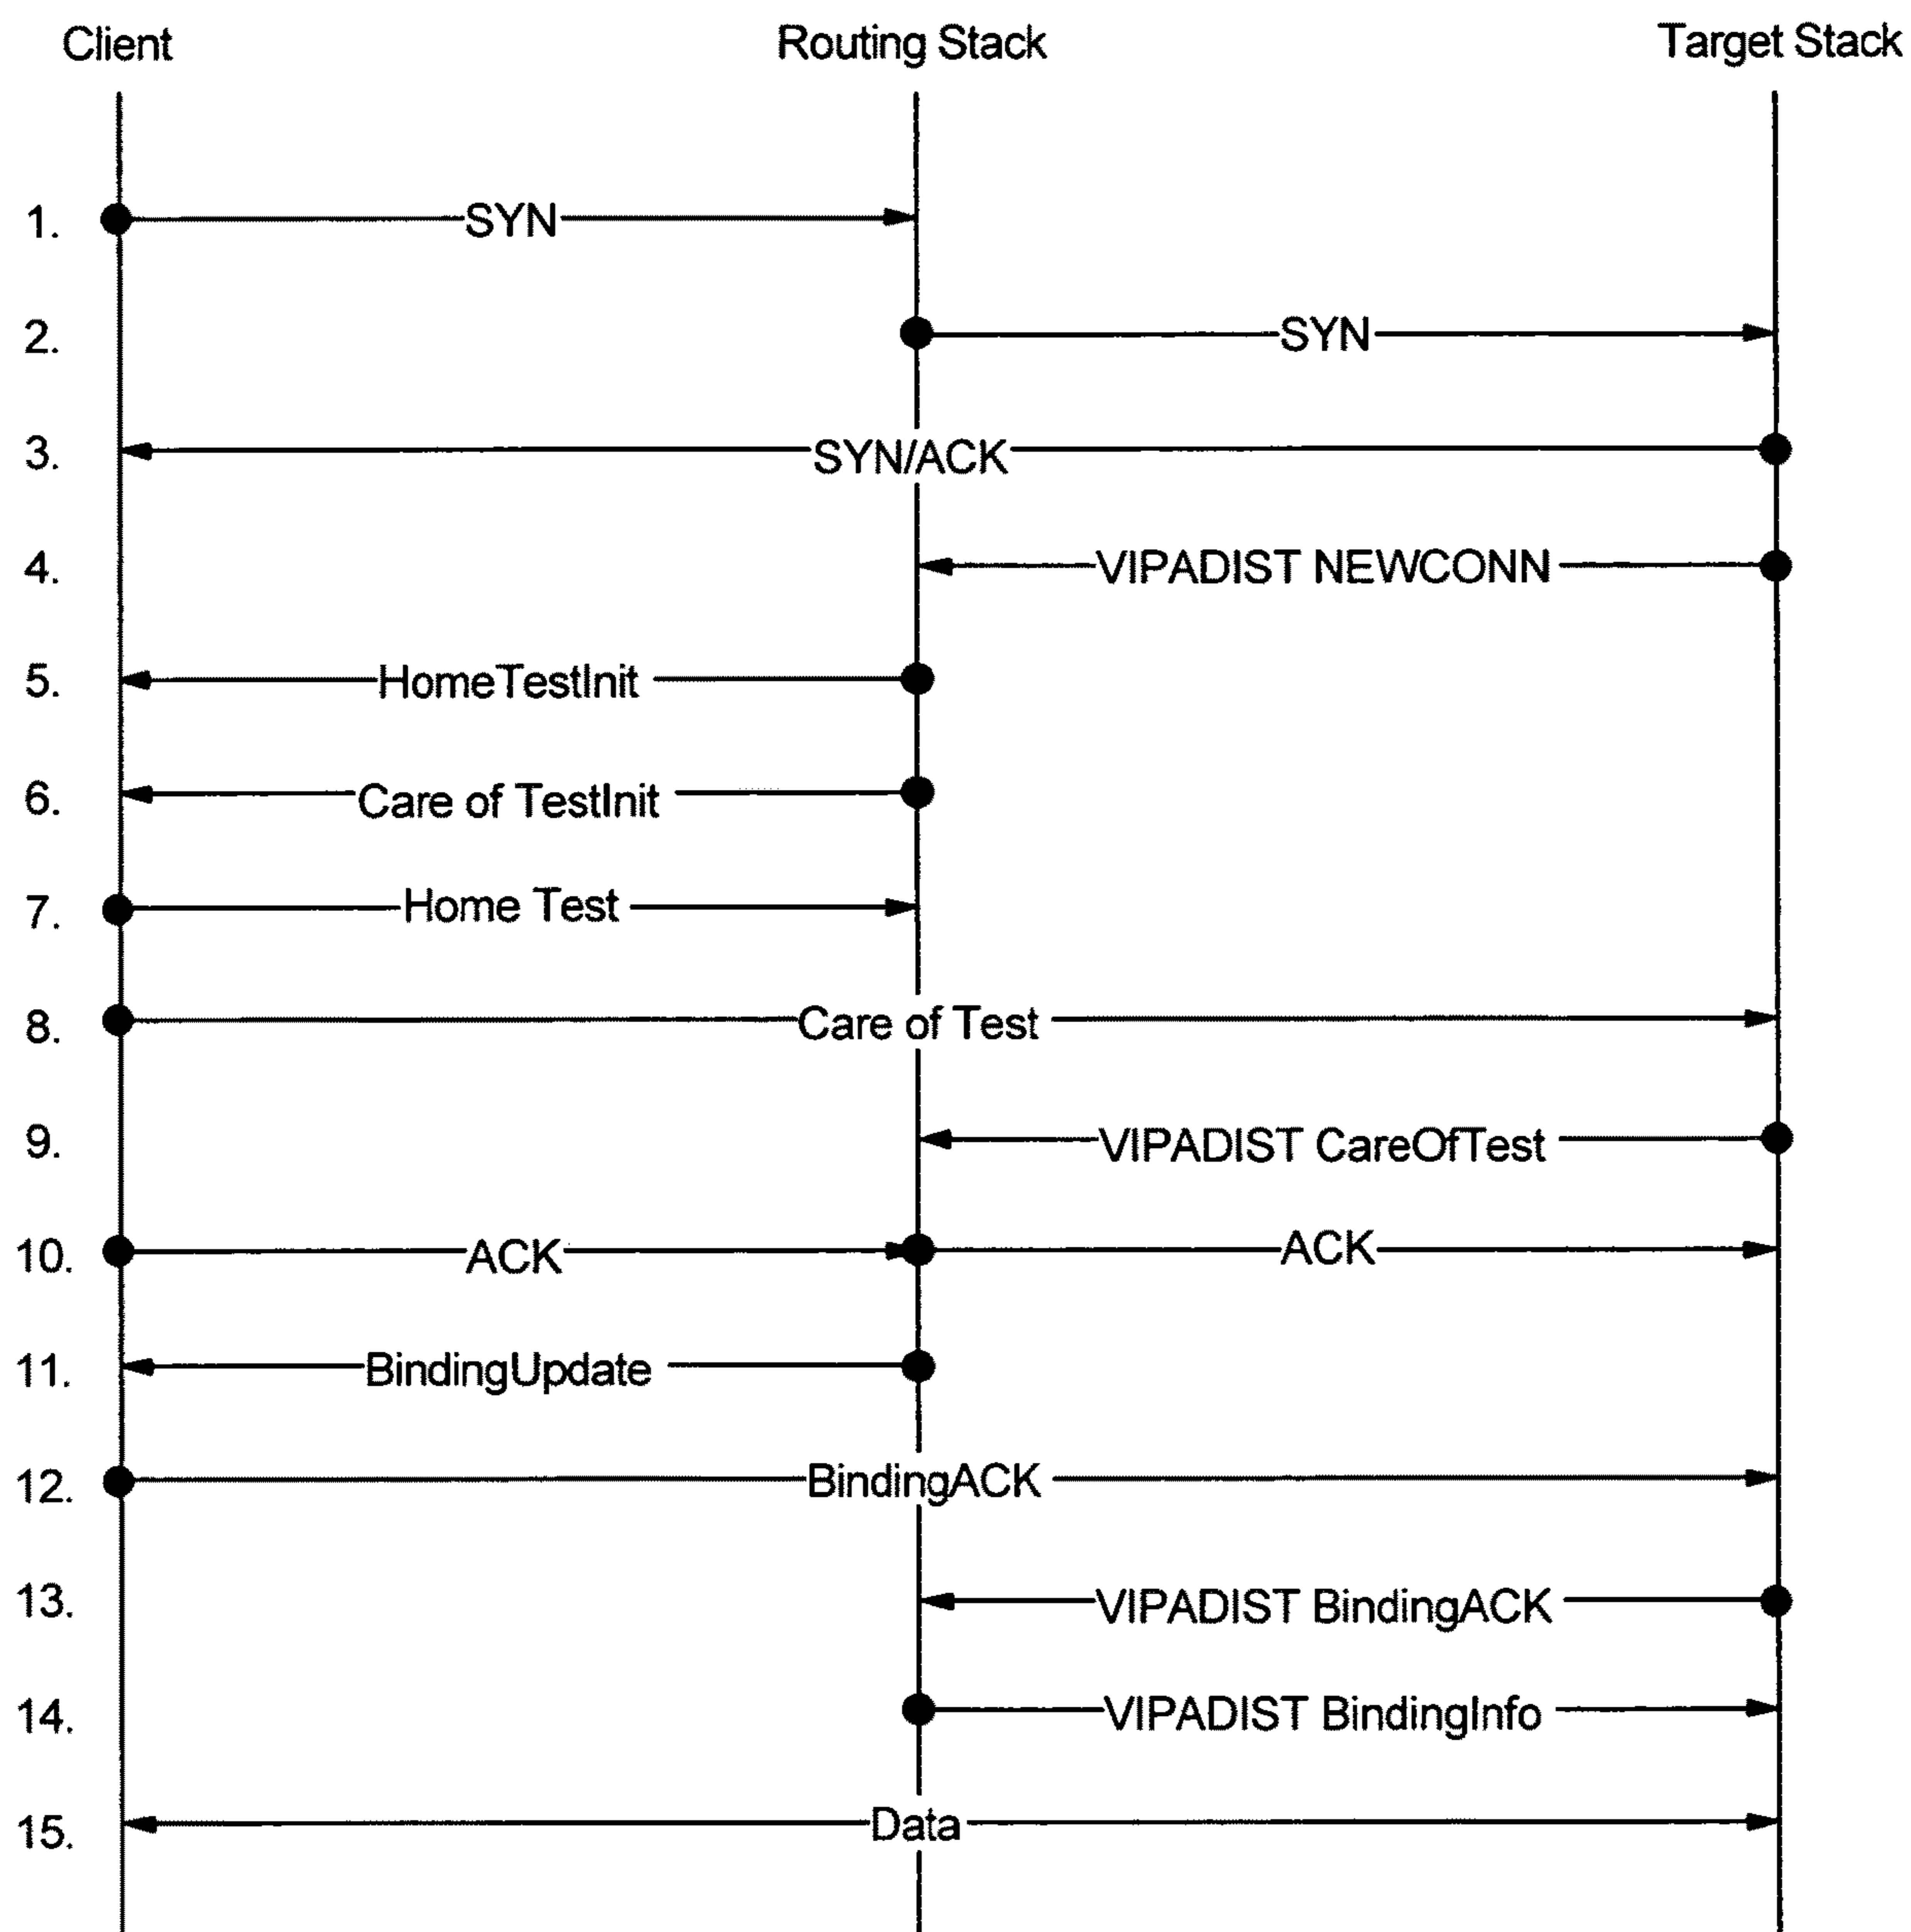 Client Routing Stack Target Stack
1. SYN
2. SYN
3. SYN/ACK
4. VIPADIST NEWCONN
5. HomeTestInit
6. Care of TestInit
7. Home Test
8. Care of Test
9. VIPADIST CareOfTest
10. ACK ACK
11. BindingUpdate
12. BindingACK
13. VIPADIST BindingACK
14. VIPADIST BindingInfo
15. Data